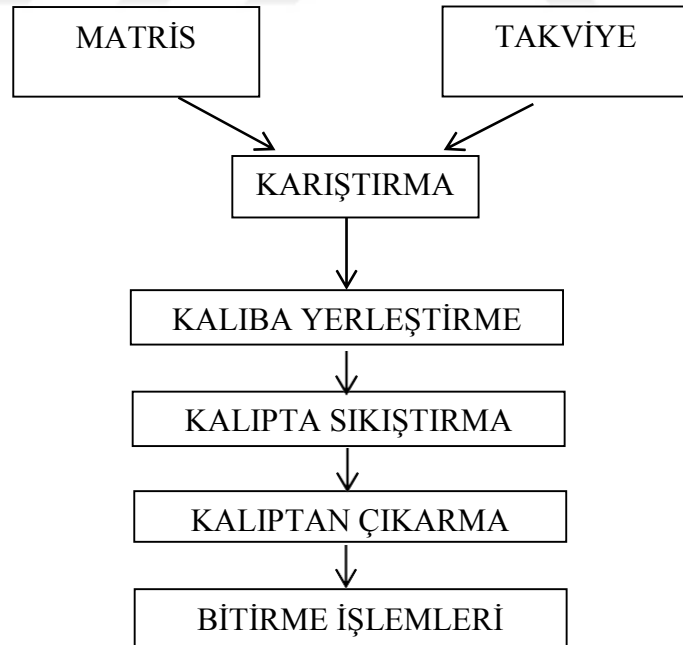 MATRİS
TAKVİYE
KARIŞTIRMA
KALIBA YERLEŞTİRME
KALIPTA SIKIŞTIRMA
KALIPTAN ÇIKARMA
BİTİRME İŞLEMLERİ